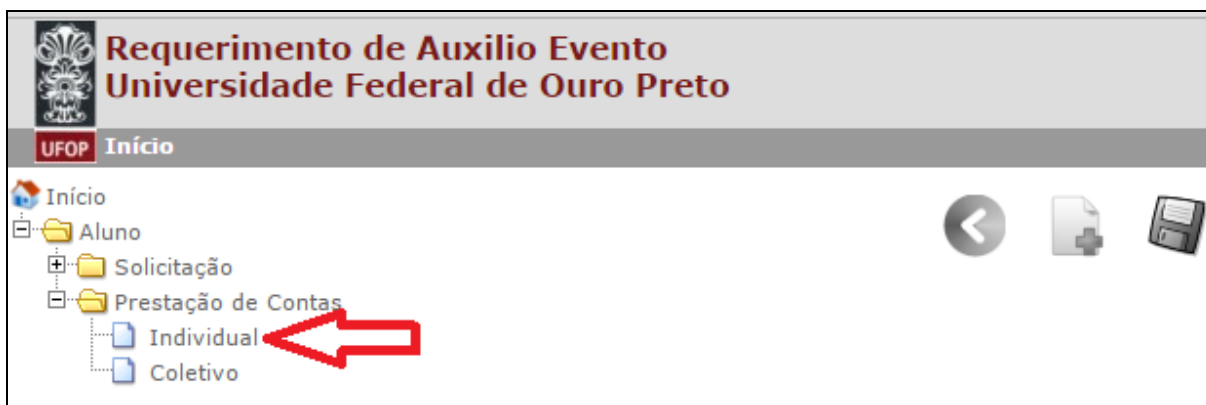 Requerimento de Auxilio Evento
Universidade Federal de Ouro Preto
UFOP Início
Início
Aluno
Solicitação
Prestação de Contas
Individual
Coletivo